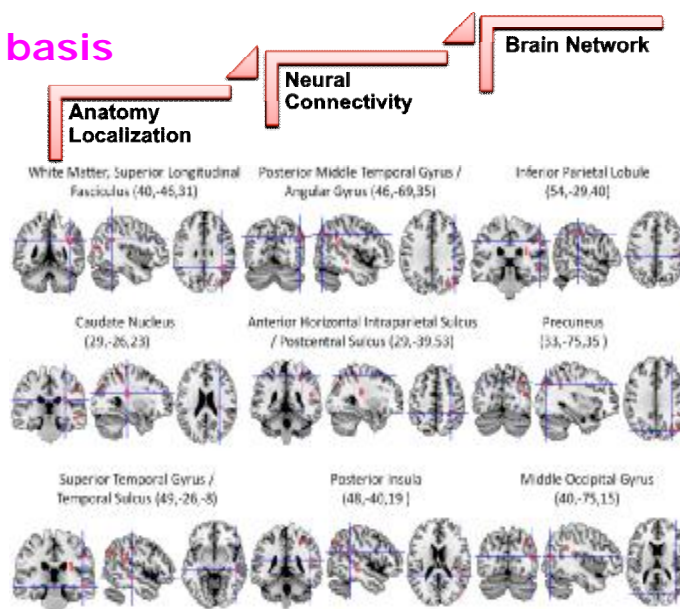 basis
Anatomy
Localization
Neural
Connectivity
Brain Network
White Matter, Superior Longitudinal
Fasciculus (40,-46,31)
Posterior Middle Temporal Gyrus /
Angular Gyrus (46,-69,35)
Inferior Parietal Lobule
(54,-29,40)
Caudate Nucleus
(29,-26,23)
Anterior Horizontal Intraparietal Sulcus
/ Postcentral Sulcus (29,-39,53)
Precuneus
(33,-75,35 )
Superior Temporal Gyrus /
Temporal Sulcus (49,-26,-8)
Posterior Insula
(48,-40,19 )
Middle Occipital Gyrus
(40,-75,15)